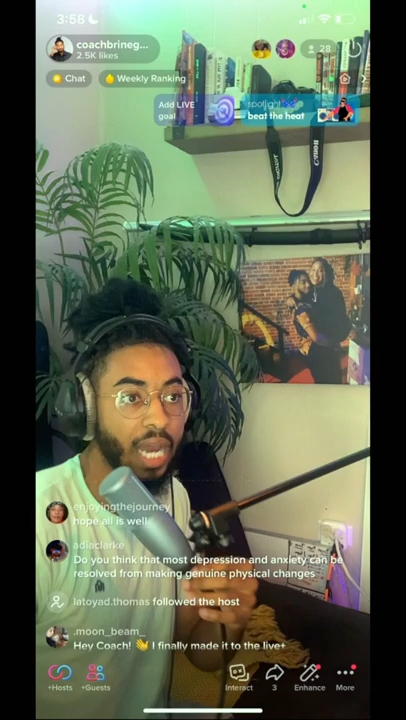 3:58
coachbrineg...
2.5K likes
28
Chat
Weekly Ranking
Add LIVE
goal
spotlight
beat the heat
Canon
enjoyingthejourney
hope all is well
adiaclarke
Do you think that most depression and anxiety can be
resolved from making genuine physical changes
latoyad.thomas followed the host
.moon_beam_
Hey Coach! 👋 I finally made it to the live+
+Hosts
+Guests
Interact
3
Enhance
More